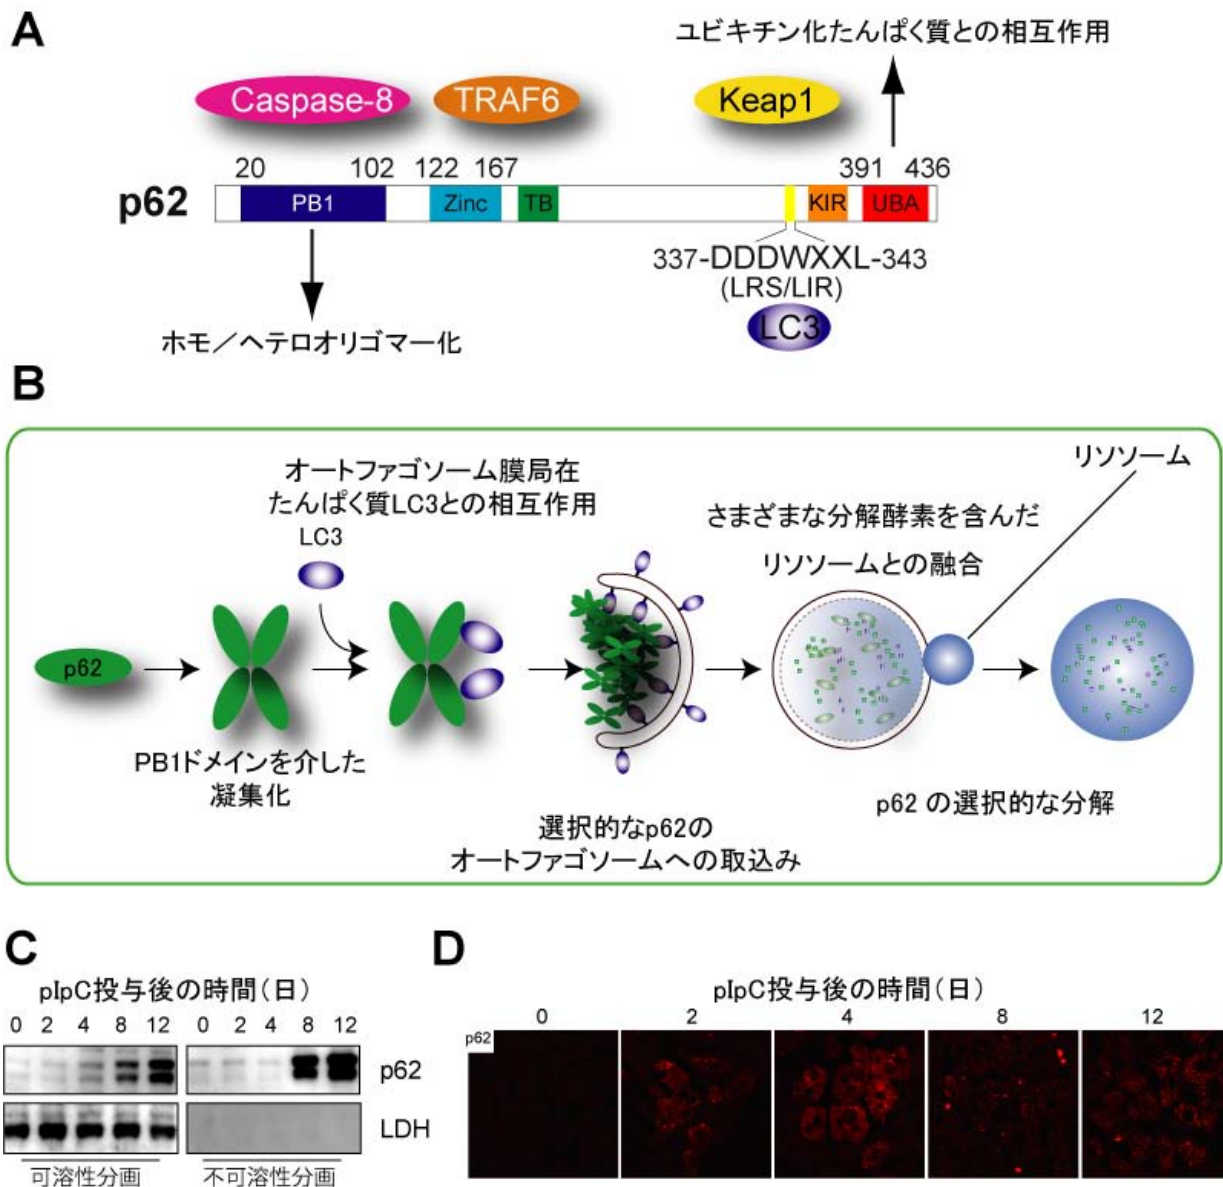 A
ユビキチン化たんぱく質との相互作用
Caspase-8
TRAF6
Keap1
20 102 122 167 391 436
p62
PB1
Zinc
TB
KIR
UBA
337-DDDWXXL-343
(LRS/LIR)
LC3
ホモ／ヘテロオリゴマー化
B
リソソーム
オートファゴソーム膜局在
たんぱく質LC3との相互作用
LC3
さまざまな分解酵素を含んだ
リソソームとの融合
p62
PB1ドメインを介した
凝集化
p62 の選択的な分解
選択的なp62の
オートファゴソームへの取込み
C
pIpC投与後の時間（日）
0 2 4 8 12 0 2 4 8 12
p62
LDH
可溶性分画
不可溶性分画
D
pIpC投与後の時間（日）
0 2 4 8 12
p62